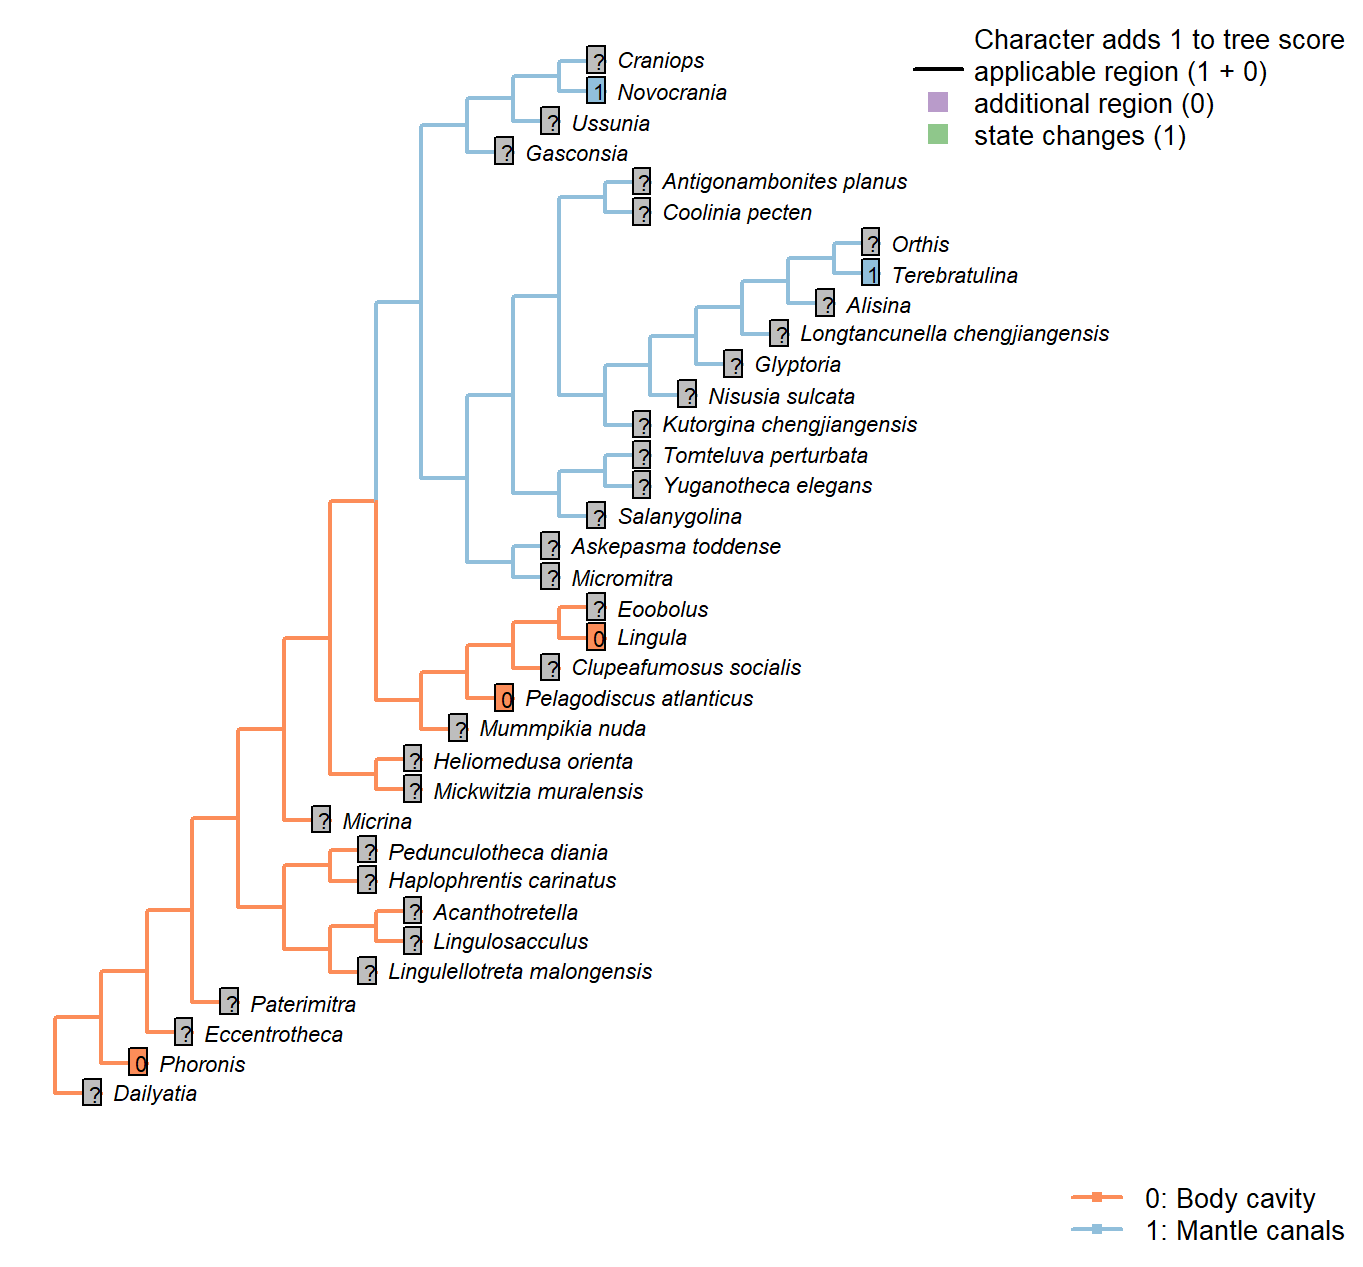 Character adds 1 to tree score
applicable region (1 + 0)
additional region (0)
state changes (1)
? Craniops
1 Novocrania
? Ussunia
? Gasconsia
? Antigonambonites planus
? Coolinia pecten
? Orthis
1 Terebratulina
? Alisina
? Longtancunella chengjiangensis
? Glyptoria
? Nisusia sulcata
? Kutorgina chengjiangensis
? Tomteluva perturbata
? Yuganotheca elegans
? Salanygolina
? Askepasma toddense
? Micromitra
? Eoobolus
0 Lingula
? Clupeafumosus socialis
0 Pelagodiscus atlanticus
? Mummpikia nuda
? Heliomedusa orienta
? Mickwitzia muralensis
? Micrina
? Pedunculotheca diania
? Haplophrentis carinatus
? Acanthotretella
? Lingulosacculus
? Lingulellotreta malongensis
? Paterimitra
? Eccentrotheca
0 Phoronis
? Dailyatia
0: Body cavity
1: Mantle canals